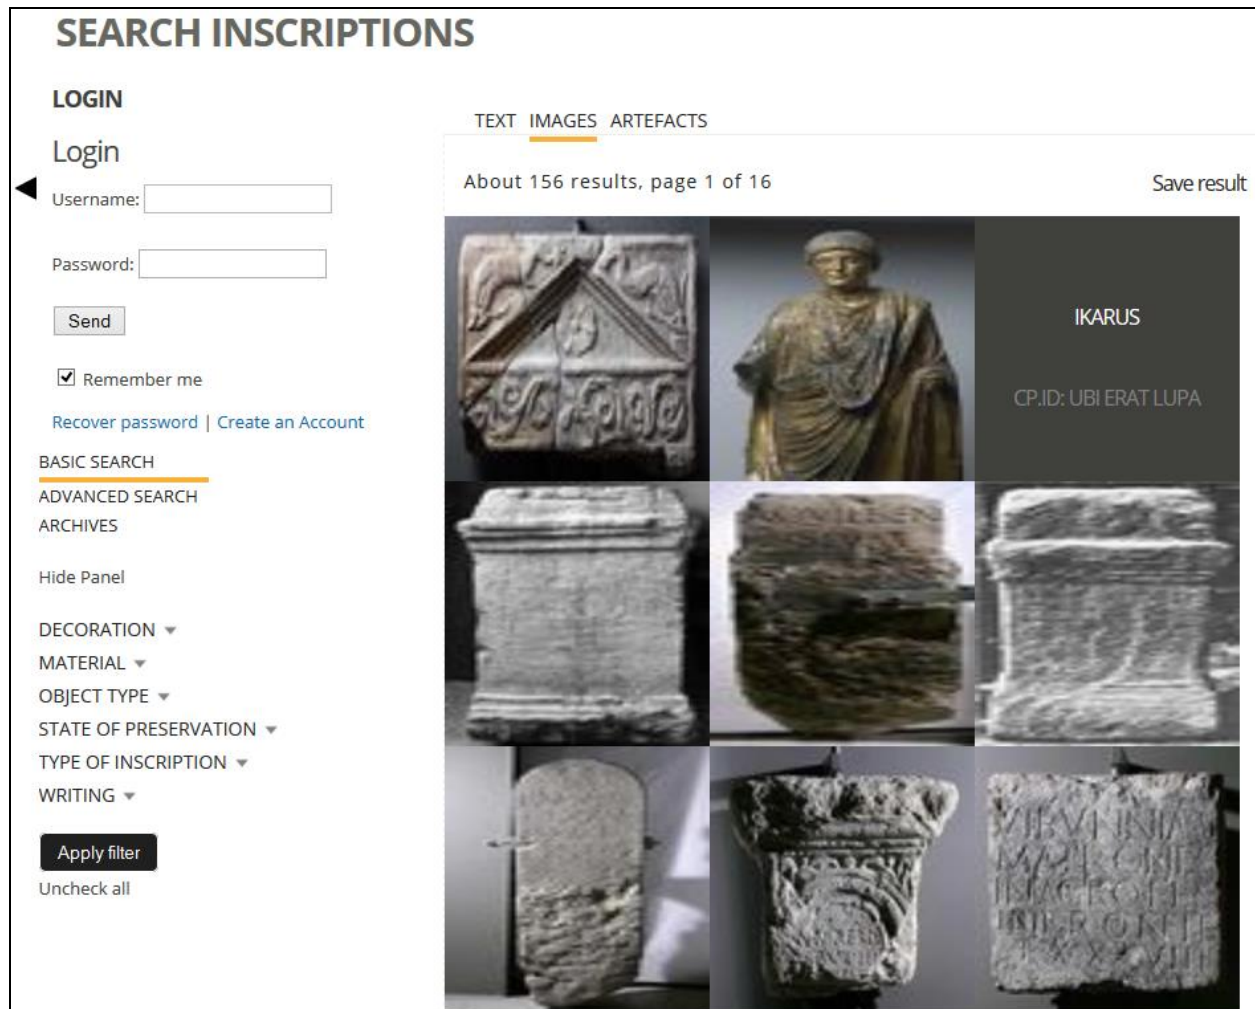 SEARCH INSCRIPTIONS
LOGIN
Login
Username:
Password:
Send
Remember me
Recover password | Create an Account
BASIC SEARCH
ADVANCED SEARCH
ARCHIVES
Hide Panel
DECORATION
MATERIAL
OBJECT TYPE
STATE OF PRESERVATION
TYPE OF INSCRIPTION
WRITING
Apply filter
Uncheck all
TEXT IMAGES ARTEFACTS
About 156 results, page 1 of 16
Save result
IKARUS
CP.ID: UBI ERAT LUPA